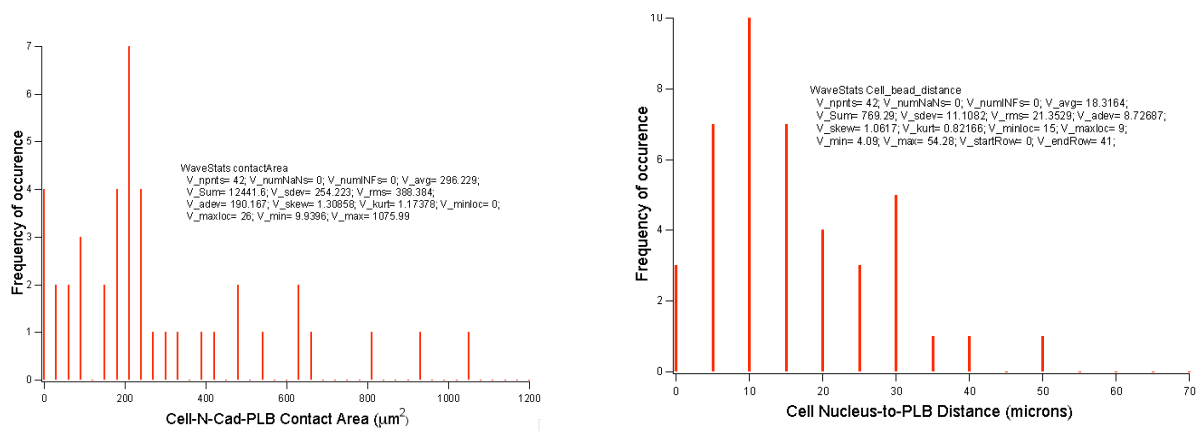 7
6
5
4
3
2
1
0
Frequency of occurence
WaveStats contactArea
V_npnts= 42; V_numNaNs= 0; V_numINFs= 0; V_avg= 296.229;
V_Sum= 12441.6; V_sdev= 254.223; V_rms= 388.384;
V_adev= 190.167; V_skew= 1.30858; V_kurt= 1.17378; V_minloc= 0;
V_maxloc= 26; V_min= 9.9396; V_max= 1075.99
0 200 400 600 800 1000 1200
Cell-N-Cad-PLB Contact Area (μm²)
10
8
6
4
2
0
Frequency of occurence
WaveStats Cell_bead_distance
V_npnts= 42; V_numNaNs= 0; V_numINFs= 0; V_avg= 18.3164;
V_Sum= 769.29; V_sdev= 11.1082; V_rms= 21.3529; V_adev= 8.72687;
V_skew= 1.0617; V_kurt= 0.82166; V_minloc= 15; V_maxloc= 9;
V_min= 4.09; V_max= 54.28; V_startRow= 0; V_endRow= 41;
0 10 20 30 40 50 60 70
Cell Nucleus-to-PLB Distance (microns)